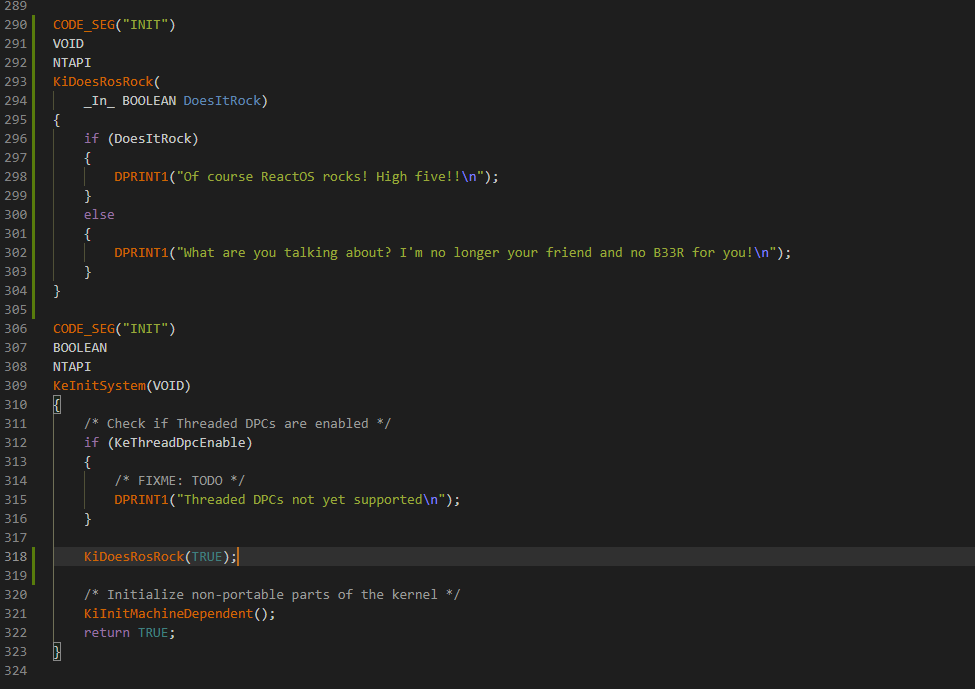 289
290 CODE_SEG("INIT")
291 VOID
292 NTAPI
293 KiDoesRosRock(
294     _In_ BOOLEAN DoesItRock)
295 {
296     if (DoesItRock)
297     {
298         DPRINT1("Of course ReactOS rocks! High five!!\n");
299     }
300     else
301     {
302         DPRINT1("What are you talking about? I'm no longer your friend and no B33R for you!\n");
303     }
304 }
305
306 CODE_SEG("INIT")
307 BOOLEAN
308 NTAPI
309 KeInitSystem(VOID)
310 {
311     /* Check if Threaded DPCs are enabled */
312     if (KeThreadDpcEnable)
313     {
314         /* FIXME: TODO */
315         DPRINT1("Threaded DPCs not yet supported\n");
316     }
317
318     KiDoesRosRock(TRUE);
319
320     /* Initialize non-portable parts of the kernel */
321     KiInitMachineDependent();
322     return TRUE;
323 }
324